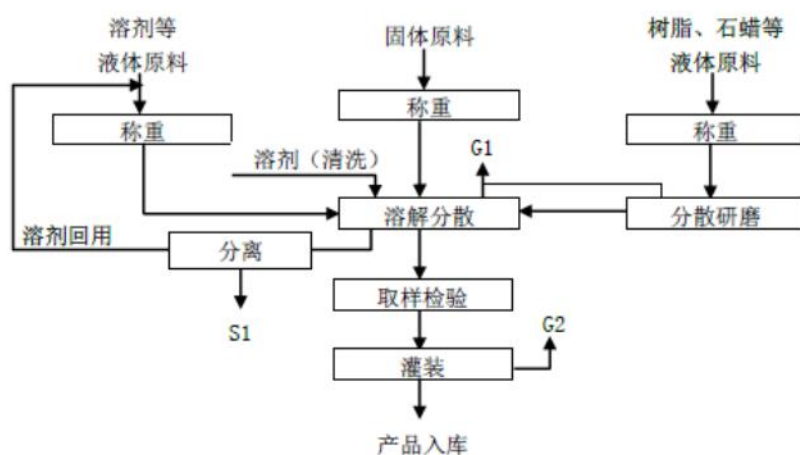 溶剂等
液体原料
固体原料
树脂、石蜡等
液体原料
称重
称重
称重
溶剂（清洗）
G1
溶解分散
分散研磨
溶剂回用
分离
取样检验
S1
G2
灌装
产品入库